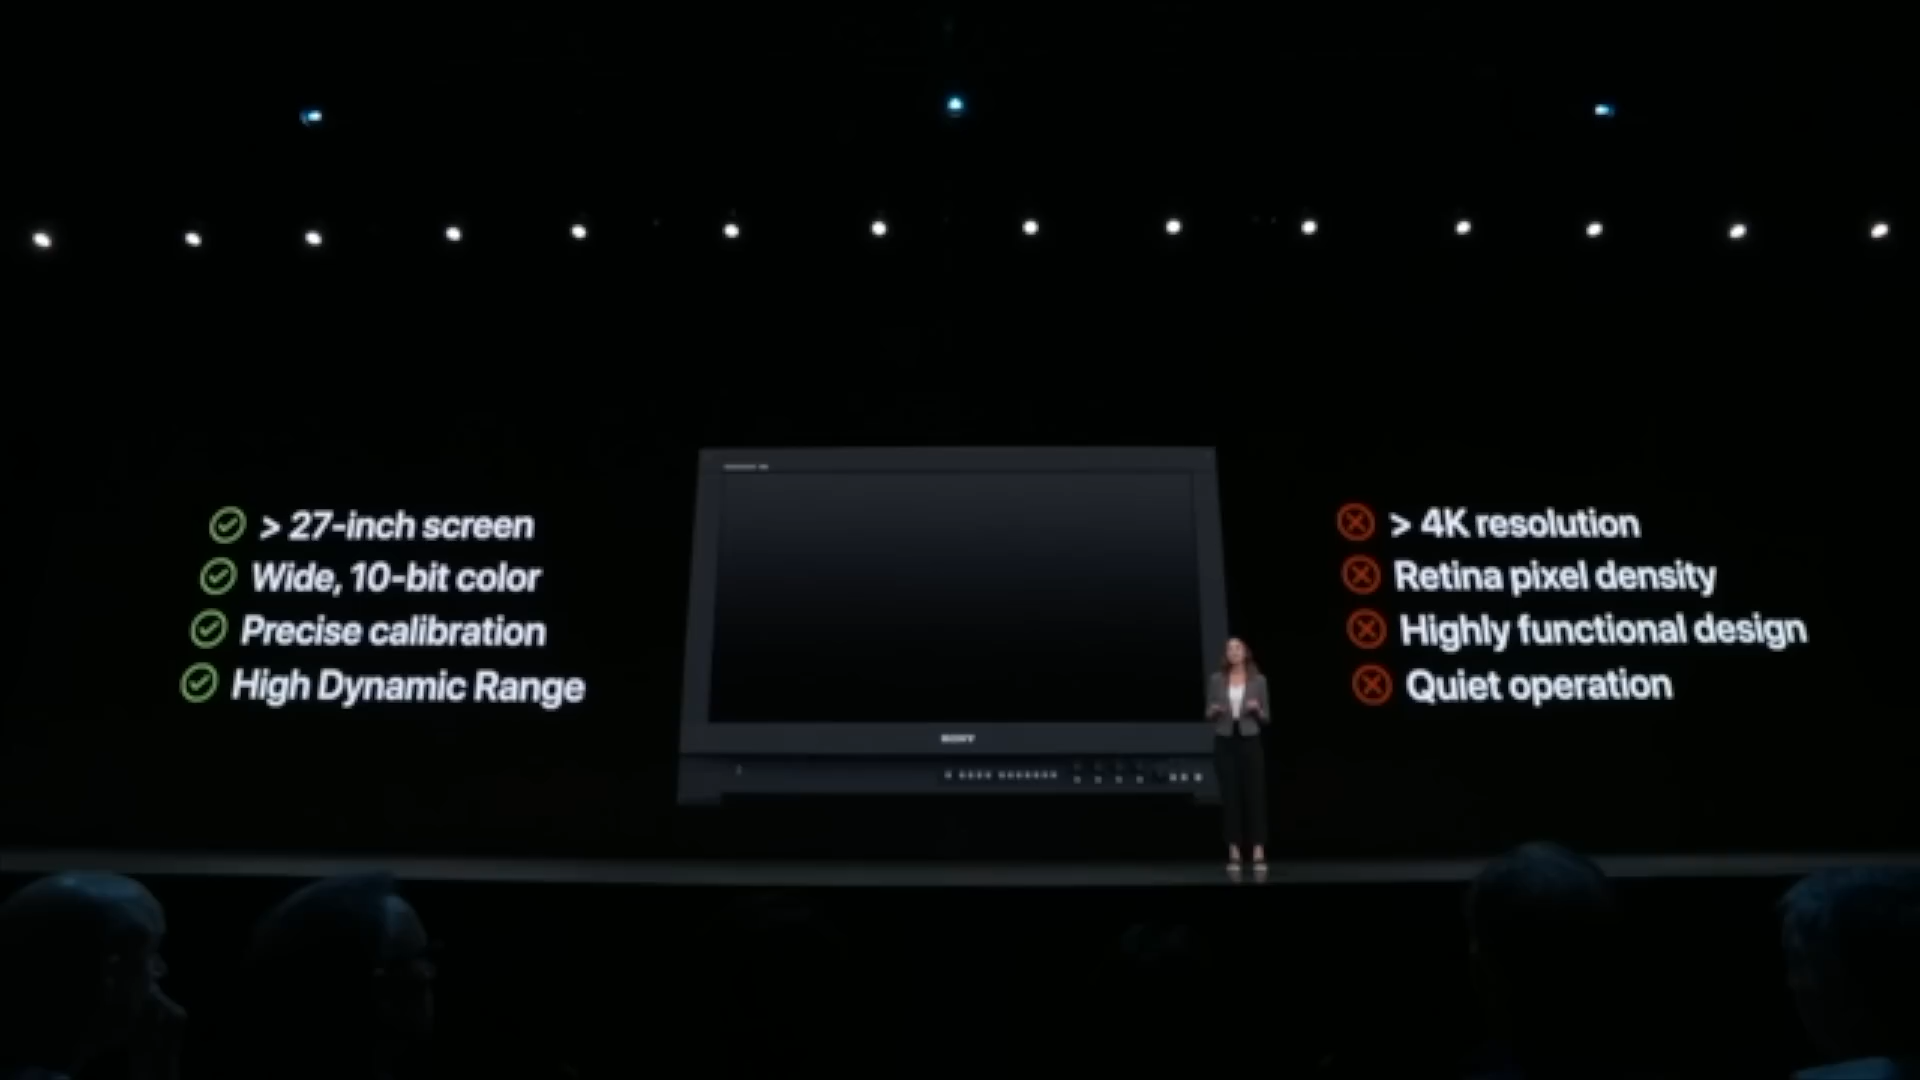 > 27-inch screen
Wide, 10-bit color
Precise calibration
High Dynamic Range
SONY
> 4K resolution
Retina pixel density
Highly functional design
Quiet operation